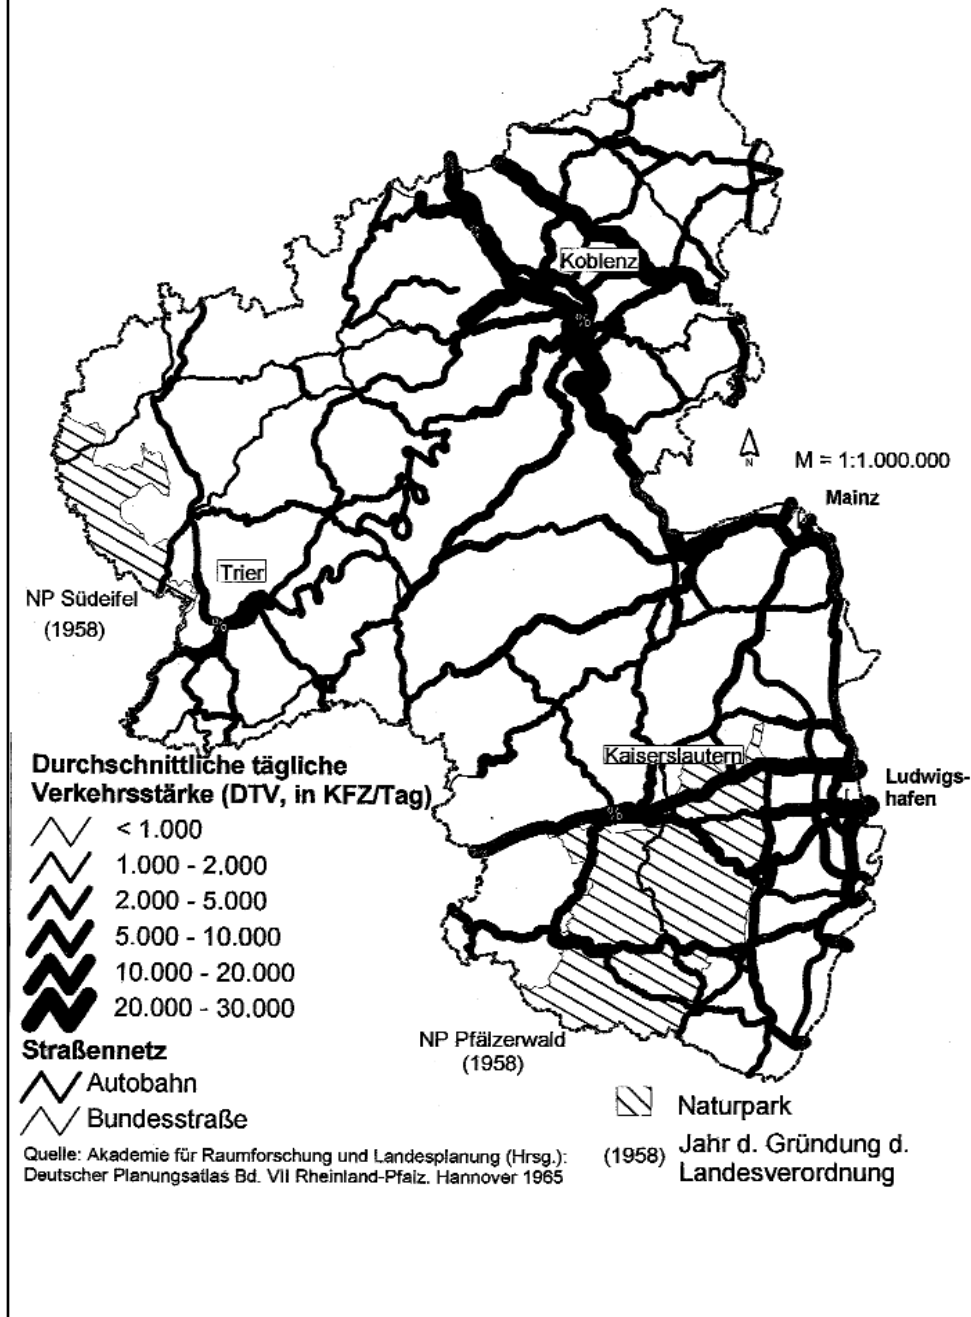 Koblenz
N
M = 1:1.000.000
Mainz
Trier
NP Südeifel
(1958)
Kaiserslautern
Ludwigs-
hafen
Durchschnittliche tägliche
Verkehrsstärke (DTV, in KFZ/Tag)
< 1.000
1.000 - 2.000
2.000 - 5.000
5.000 - 10.000
10.000 - 20.000
20.000 - 30.000
Straßennetz
Autobahn
Bundesstraße
NP Pfälzerwald
(1958)
Naturpark
(1958) Jahr d. Gründung d.
Landesverordnung
Quelle: Akademie für Raumforschung und Landesplanung (Hrsg.):
Deutscher Planungsatlas Bd. VII Rheinland-Pfalz. Hannover 1965